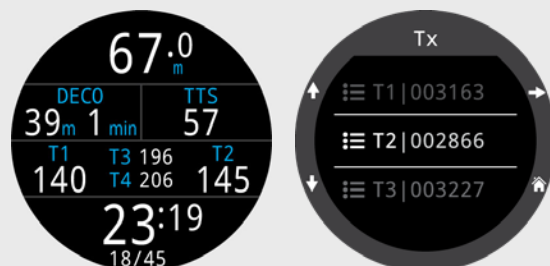 67.0
m
DECO TTS
39m 1 min 57
T1 T3 196 T2
140 T4 206 145
23:19
18/45
Tx
T1|003163
T2|002866
T3|003227